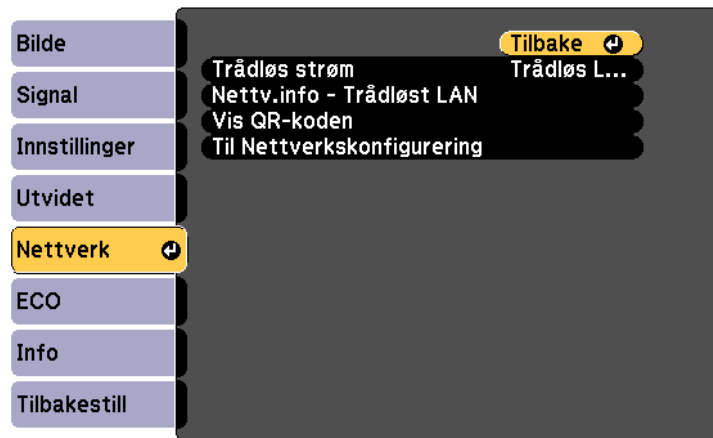 Bilde
Signal
Innstillinger
Utvidet
Nettverk
ECO
Info
Tilbakestill
Tilbake
Trådløs strøm Trådløs L...
Nettv.info - Trådløst LAN
Vis QR-koden
Til Nettverkskonfigurering